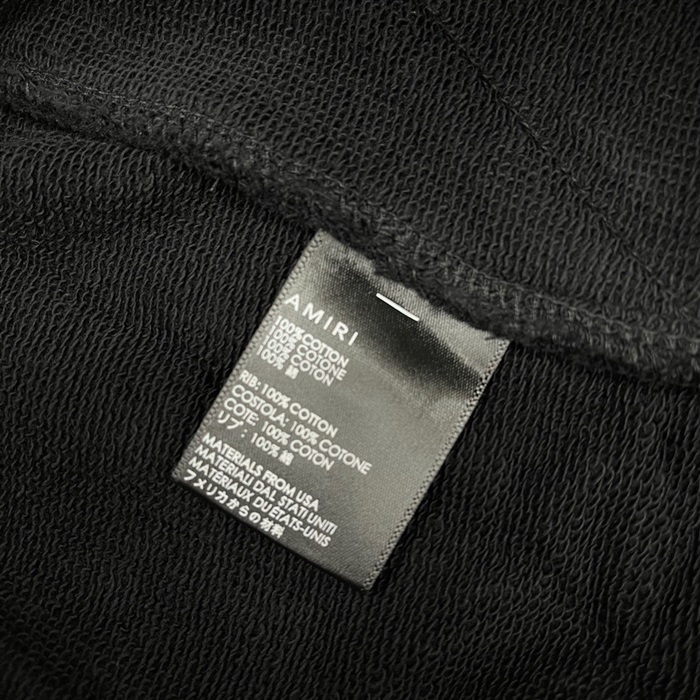 AMIRI
100% COTTON
100% COTONE
100% COTON
100% 綿
RIB: 100% COTTON
COSTOLA: 100% COTONE
COTE: 100% COTON
リブ : 100% 綿
MATERIALS FROM USA
MATERIALI DAL STATI UNITI
MATÉRIAUX DU ÉTATS-UNIS
アメリカからの材料